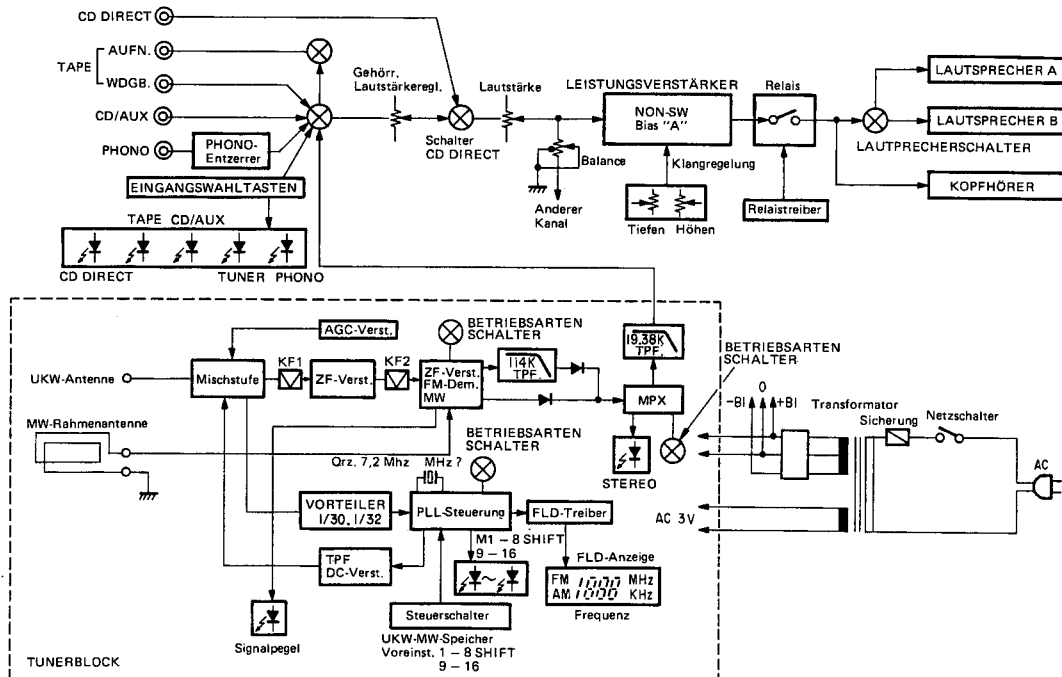 CD DIRECT
AUFN.
TAPE
WDGB.
CD/AUX
PHONO
PHONO-
Entzerrer
EINGANGSWAHLTASTEN
TAPE CD/AUX
CD DIRECT
TUNER PHONO
Gehörr.
Lautstärkeregl.
Schalter
CD DIRECT
Lautstärke
Balance
Anderer
Kanal
LEISTUNGSVERSTÄRKER
NON-SW
Bias "A"
Klangregelung
Tiefen Höhen
Relais
Relaistreiber
LAUTSPRECHER A
LAUTSPRECHER B
LAUTPRECHERSCHALTER
KOPFHÖRER
UKW-Antenne
MW-Rahmenantenne
AGC-Verst.
Mischstufe
KF1
ZF-Verst.
KF2
BETRIEBSARTEN
SCHALTER
ZF-Verst.
FM-Dem.
MW
114K
TPF.
19,38K
TPF.
BETRIEBSARTEN
SCHALTER
MPX
STEREO
BETRIEBSARTEN
SCHALTER
Qrz. 7,2 Mhz
MHz ?
VORTEILER
1/30, 1/32
PLL-Steuerung
FLD-Treiber
TPF
DC-Verst.
M1 – 8 SHIFT
9 – 16
FLD-Anzeige
FM 1000 MHz
AM 1000 KHz
Frequenz
Signalpegel
Steuerschalter
UKW-MW-Speicher
Voreinst. 1 – 8 SHIFT
9 – 16
TUNERBLOCK
-BI 0 +BI
Transformator
Sicherung
Netzschalter
AC
AC 3V